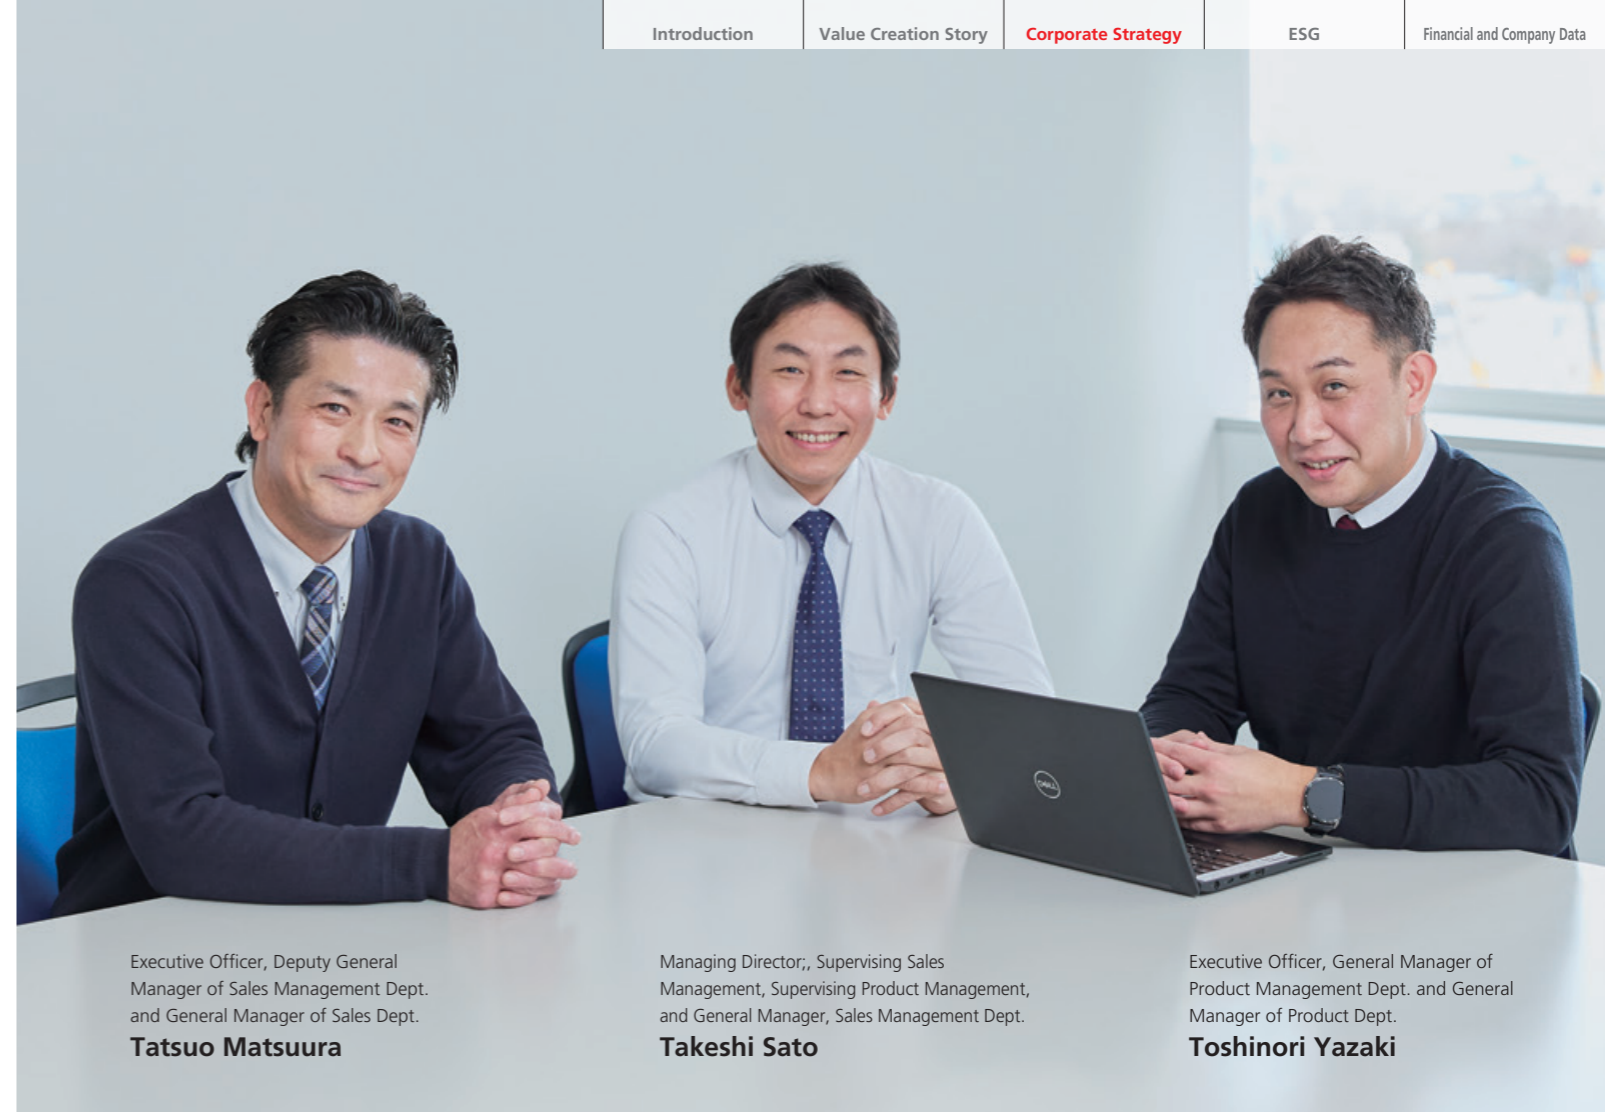 Introduction
Value Creation Story
Corporate Strategy
ESG
Financial and Company Data
DELL
Executive Officer, Deputy General
Manager of Sales Management Dept.
and General Manager of Sales Dept.
Tatsuo Matsuura
Managing Director;, Supervising Sales
Management, Supervising Product Management,
and General Manager, Sales Management Dept.
Takeshi Sato
Executive Officer, General Manager of
Product Management Dept. and General
Manager of Product Dept.
Toshinori Yazaki